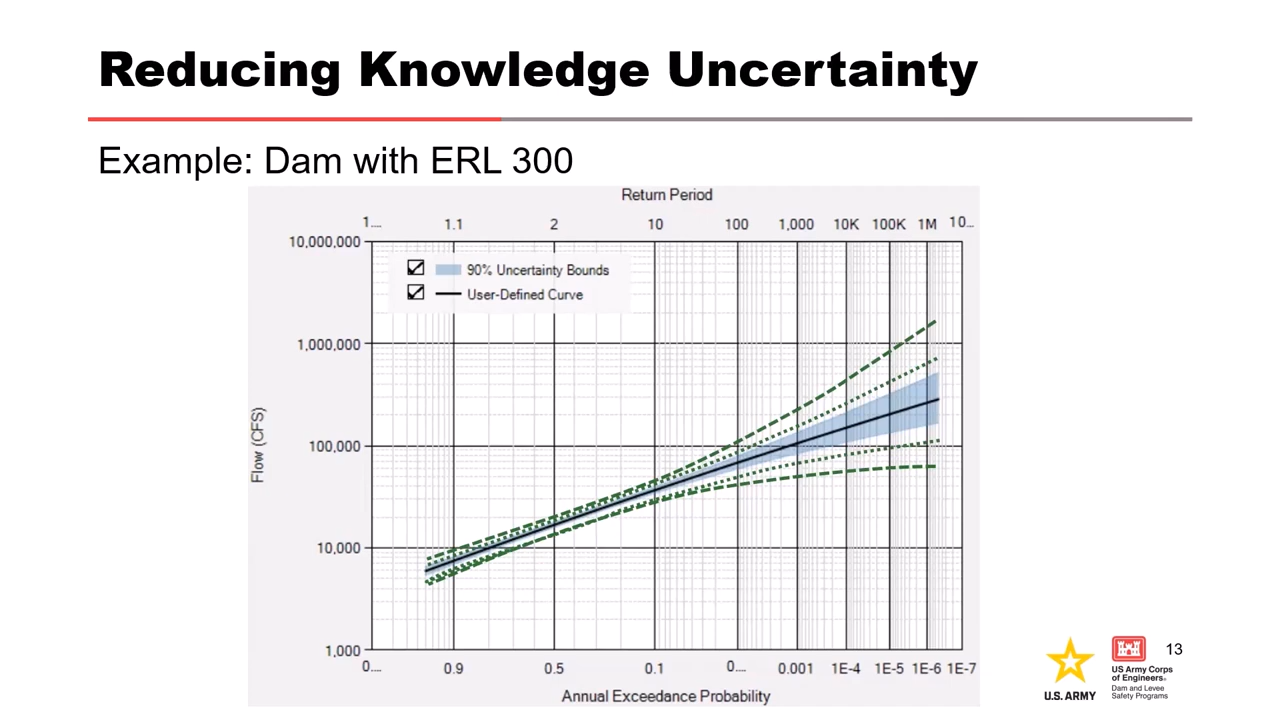 Reducing Knowledge Uncertainty
Example: Dam with ERL 300
Return Period
1... 1.1 2 10 100 1,000 10K 100K 1M 10...
10,000,000
90% Uncertainty Bounds
User-Defined Curve
1,000,000
100,000
10,000
1,000
Flow (CFS)
0... 0.9 0.5 0.1 0... 0.001 1E-4 1E-5 1E-6 1E-7
Annual Exceedance Probability
13
U.S. ARMY
US Army Corps
of Engineers®
Dam and Levee
Safety Programs